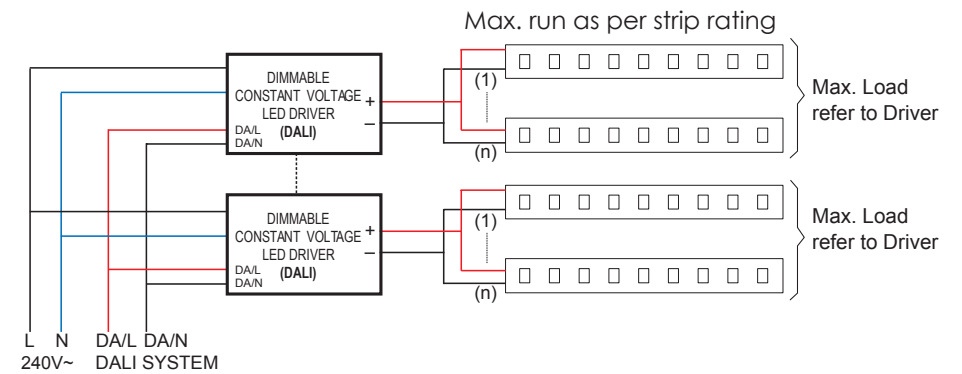 Max. run as per strip rating
DIMMABLE
CONSTANT VOLTAGE
LED DRIVER
(DALI)
DA/L
DA/N
+
–
(1)
(n)
Max. Load
refer to Driver
DIMMABLE
CONSTANT VOLTAGE
LED DRIVER
(DALI)
DA/L
DA/N
+
–
(1)
(n)
Max. Load
refer to Driver
L N DA/L DA/N
240V~ DALI SYSTEM